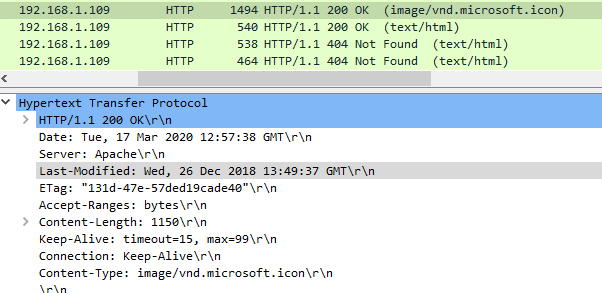 192.168.1.109 HTTP 1494 HTTP/1.1 200 OK (image/vnd.microsoft.icon)
192.168.1.109 HTTP 540 HTTP/1.1 200 OK (text/html)
192.168.1.109 HTTP 538 HTTP/1.1 404 Not Found (text/html)
192.168.1.109 HTTP 464 HTTP/1.1 404 Not Found (text/html)
Hypertext Transfer Protocol
HTTP/1.1 200 OK\r\n
Date: Tue, 17 Mar 2020 12:57:38 GMT\r\n
Server: Apache\r\n
Last-Modified: Wed, 26 Dec 2018 13:49:37 GMT\r\n
ETag: "131d-47e-57ded19cade40"\r\n
Accept-Ranges: bytes\r\n
Content-Length: 1150\r\n
Keep-Alive: timeout=15, max=99\r\n
Connection: Keep-Alive\r\n
Content-Type: image/vnd.microsoft.icon\r\n
\r\n